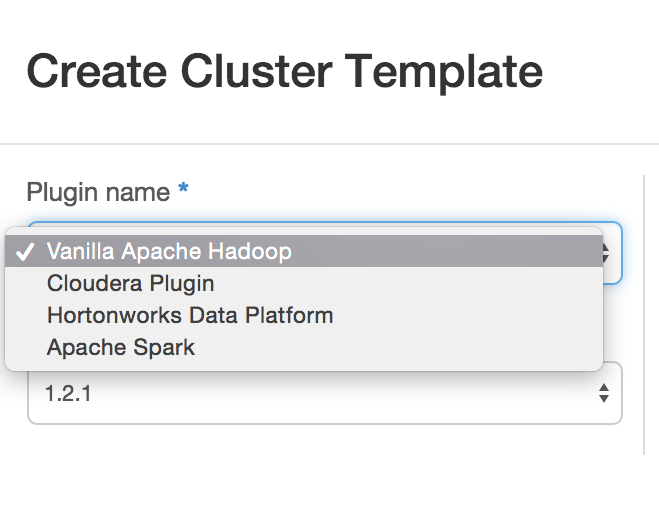 Create Cluster Template
Plugin name *
✓ Vanilla Apache Hadoop
Cloudera Plugin
Hortonworks Data Platform
Apache Spark
1.2.1